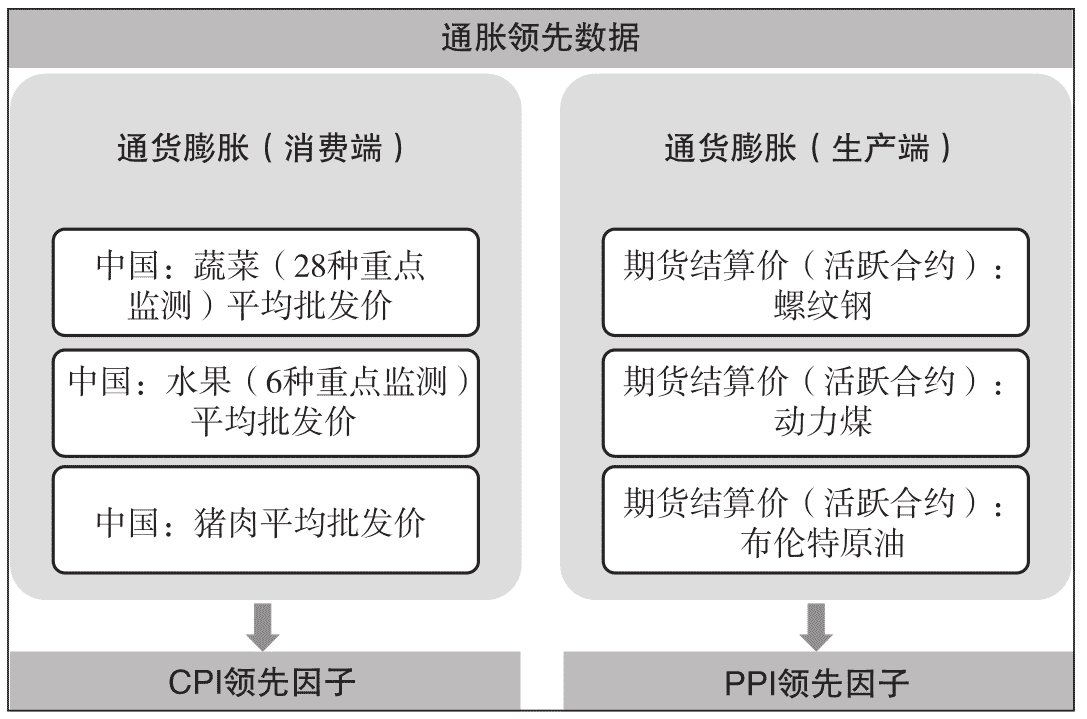 通胀领先数据
通货膨胀（消费端）
中国：蔬菜（28种重点
监测）平均批发价
中国：水果（6种重点监测）
平均批发价
中国：猪肉平均批发价
CPI领先因子
通货膨胀（生产端）
期货结算价（活跃合约）：
螺纹钢
期货结算价（活跃合约）：
动力煤
期货结算价（活跃合约）：
布伦特原油
PPI领先因子